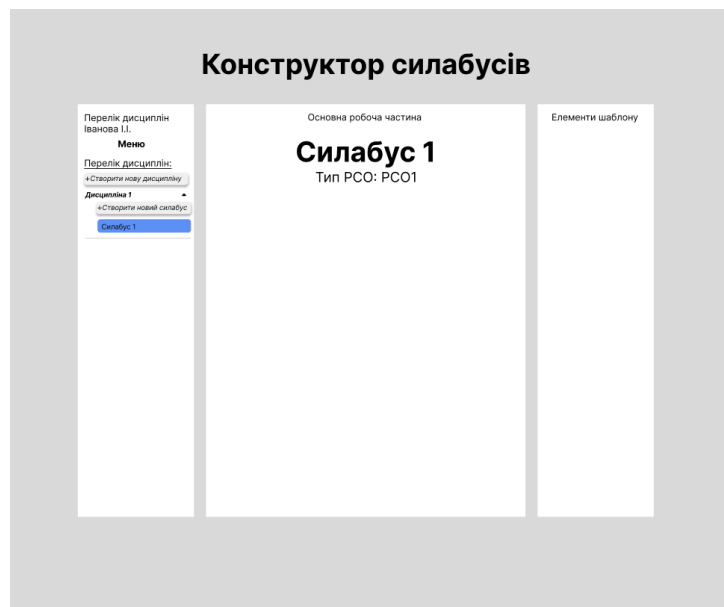 Конструктор силабусів
Перелік дисциплін
Іванова І.І.
Меню
Перелік дисциплін:
+Створити нову дисципліну
Дисципліна 1
+Створити новий силабус
Силабус 1
Основна робоча частина
Силабус 1
Тип РСО: РСО1
Елементи шаблону